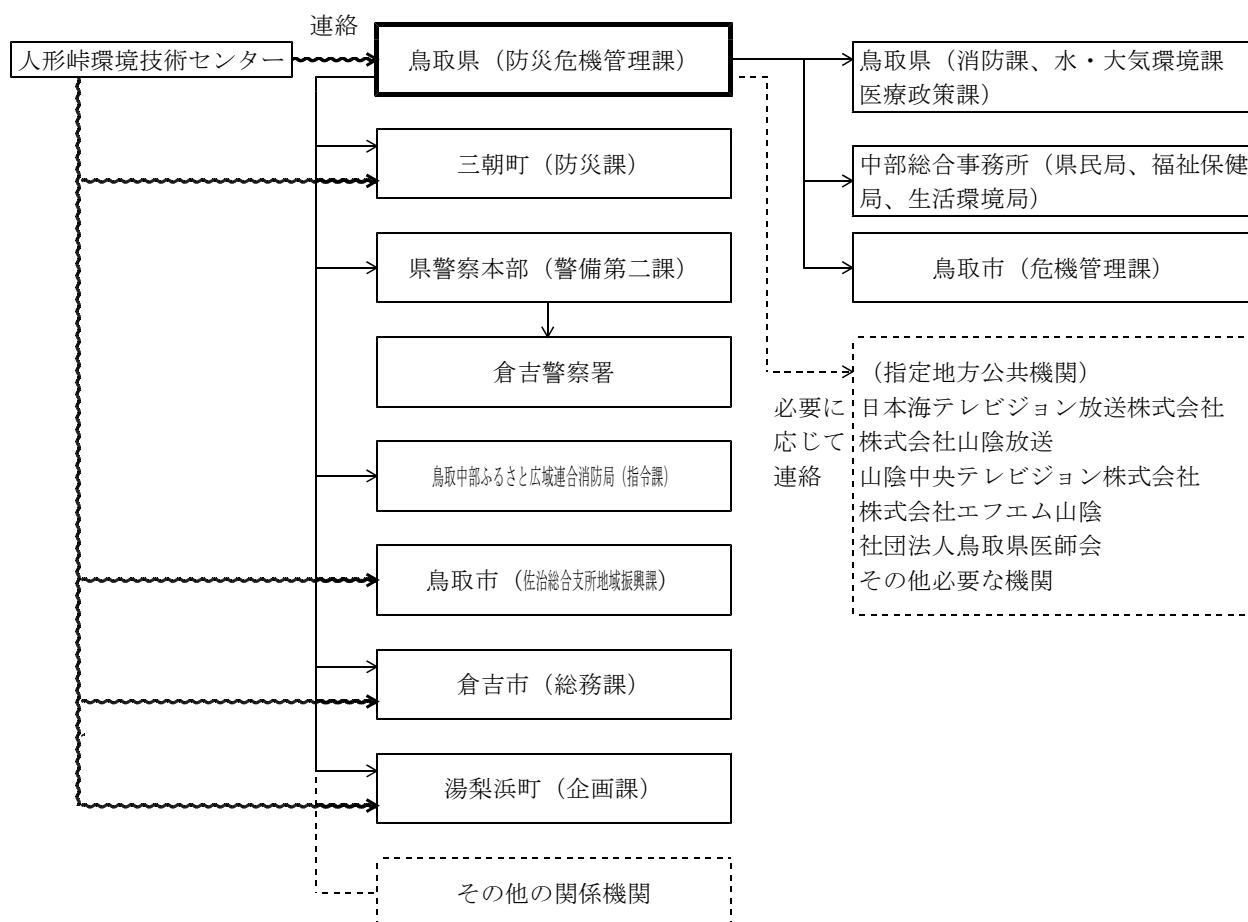 連絡
人形峠環境技術センター
鳥取県（防災危機管理課）
鳥取県（消防課、水・大気環境課
医療政策課）
三朝町（防災課）
中部総合事務所（県民局、福祉保健
局、生活環境局）
県警察本部（警備第二課）
鳥取市（危機管理課）
倉吉警察署
（指定地方公共機関）
必要に
応じて
連絡
日本海テレビジョン放送株式会社
株式会社山陰放送
山陰中央テレビジョン株式会社
株式会社エフエム山陰
社団法人鳥取県医師会
その他必要な機関
鳥取中部ふるさと広域連合消防局（指令課）
鳥取市（佐治総合支所地域振興課）
倉吉市（総務課）
湯梨浜町（企画課）
その他の関係機関